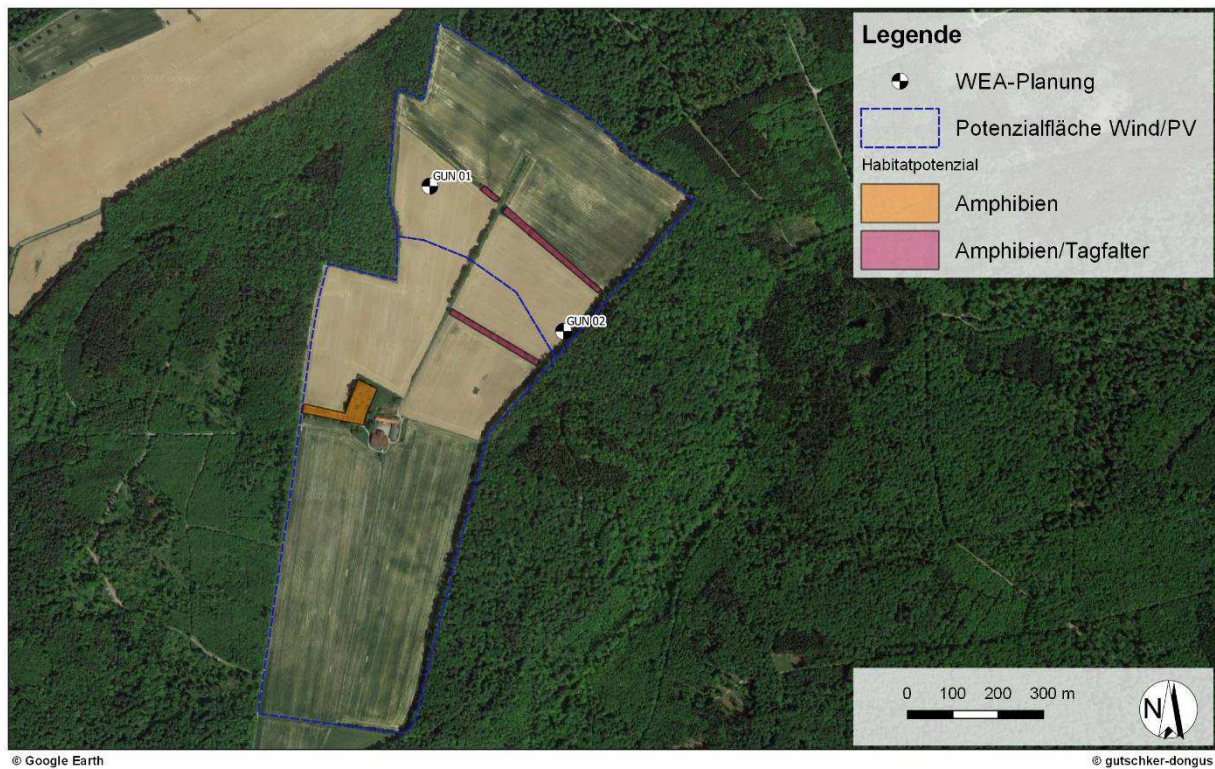 Legende
WEA-Planung
Potenzialfläche Wind/PV
Habitatpotenzial
Amphibien
Amphibien/Tagfalter
GUN 01
GUN 02
0 100 200 300 m
N
© Google Earth
© gutschker-dongus